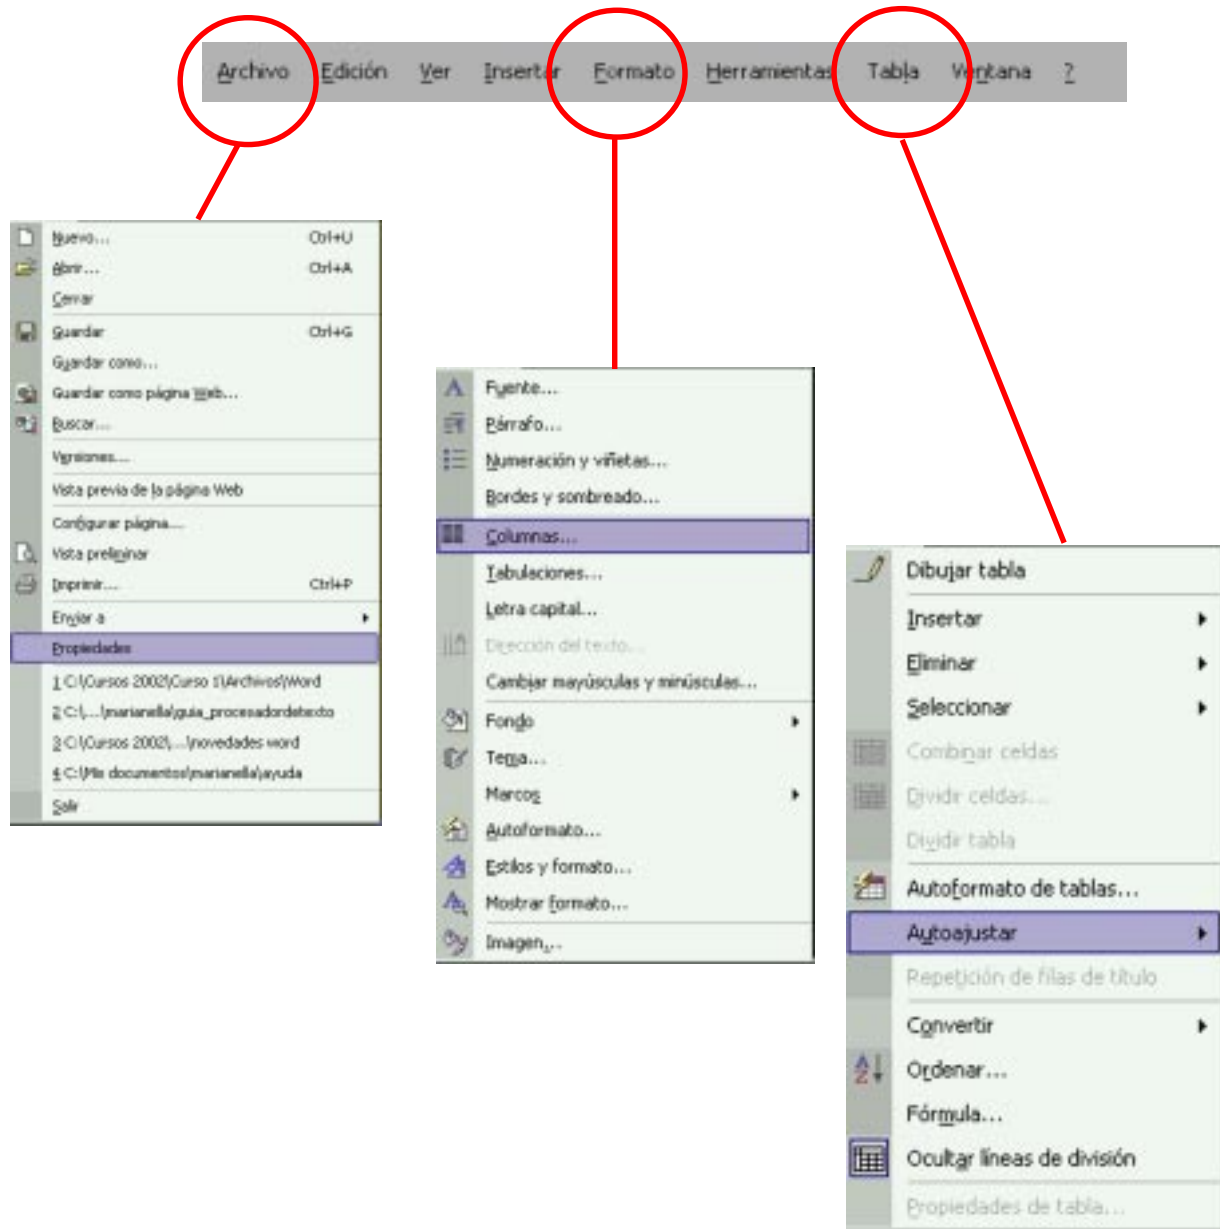 Archivo Edición Ver Insertar Formato Herramientas Tabla Ventana ?
Nuevo... Ctrl+U
Abrir... Ctrl+A
Cerrar
Guardar Ctrl+G
Guardar como...
Guardar como página Web...
Buscar...
Versiones...
Vista previa de la página Web
Configurar página...
Vista preliminar
Imprimir... Ctrl+P
Enviar a
Propiedades
1 C:\Cursos 2002\Curso 1\Archivos\Word
2 C:\...\marianella\guia_procesadordetexto
3 C:\Cursos 2002\...\novedades word
4 C:\Mis documentos\marianella\ayuda
Salir
Fuente...
Párrafo...
Numeración y viñetas...
Bordes y sombreado...
Columnas...
Tabulaciones...
Letra capital...
Dirección del texto...
Cambiar mayúsculas y minúsculas...
Fondo
Tema...
Marcos
Autoformato...
Estilos y formato...
Mostrar formato...
Imagen...
Dibujar tabla
Insertar
Eliminar
Seleccionar
Combinar celdas
Dividir celdas...
Dividir tabla
Autoformato de tablas...
Autoajustar
Repetición de filas de título
Convertir
Ordenar...
Fórmula...
Ocultar líneas de división
Propiedades de tabla...